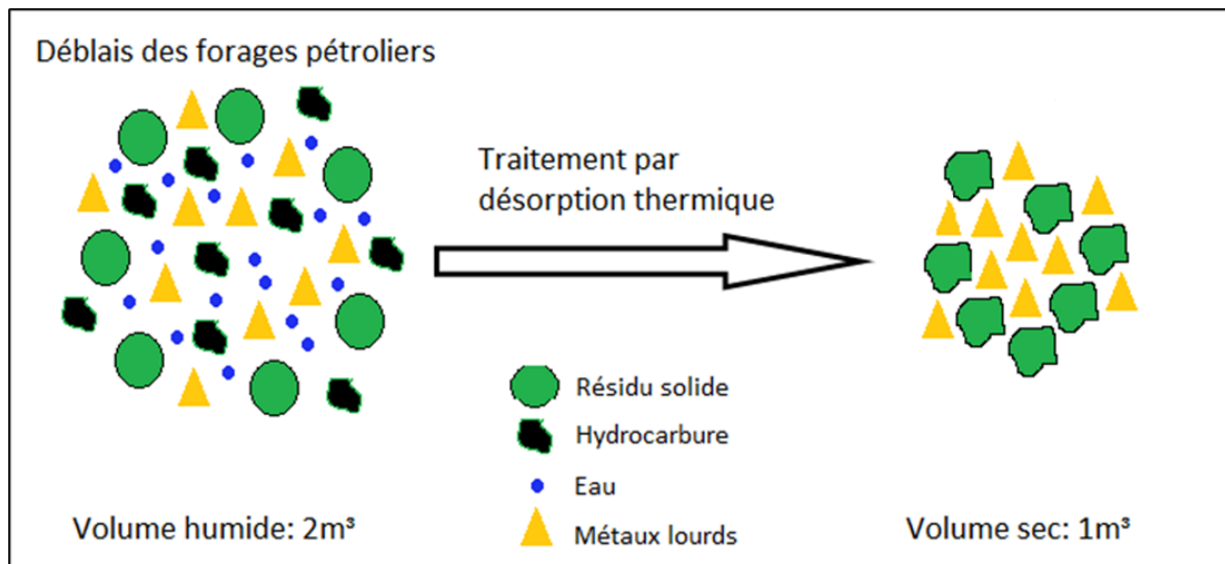 Déblais des forages pétroliers
Traitement par
désorption thermique
Résidu solide
Hydrocarbure
Eau
Métaux lourds
Volume humide: 2m³
Volume sec: 1m³